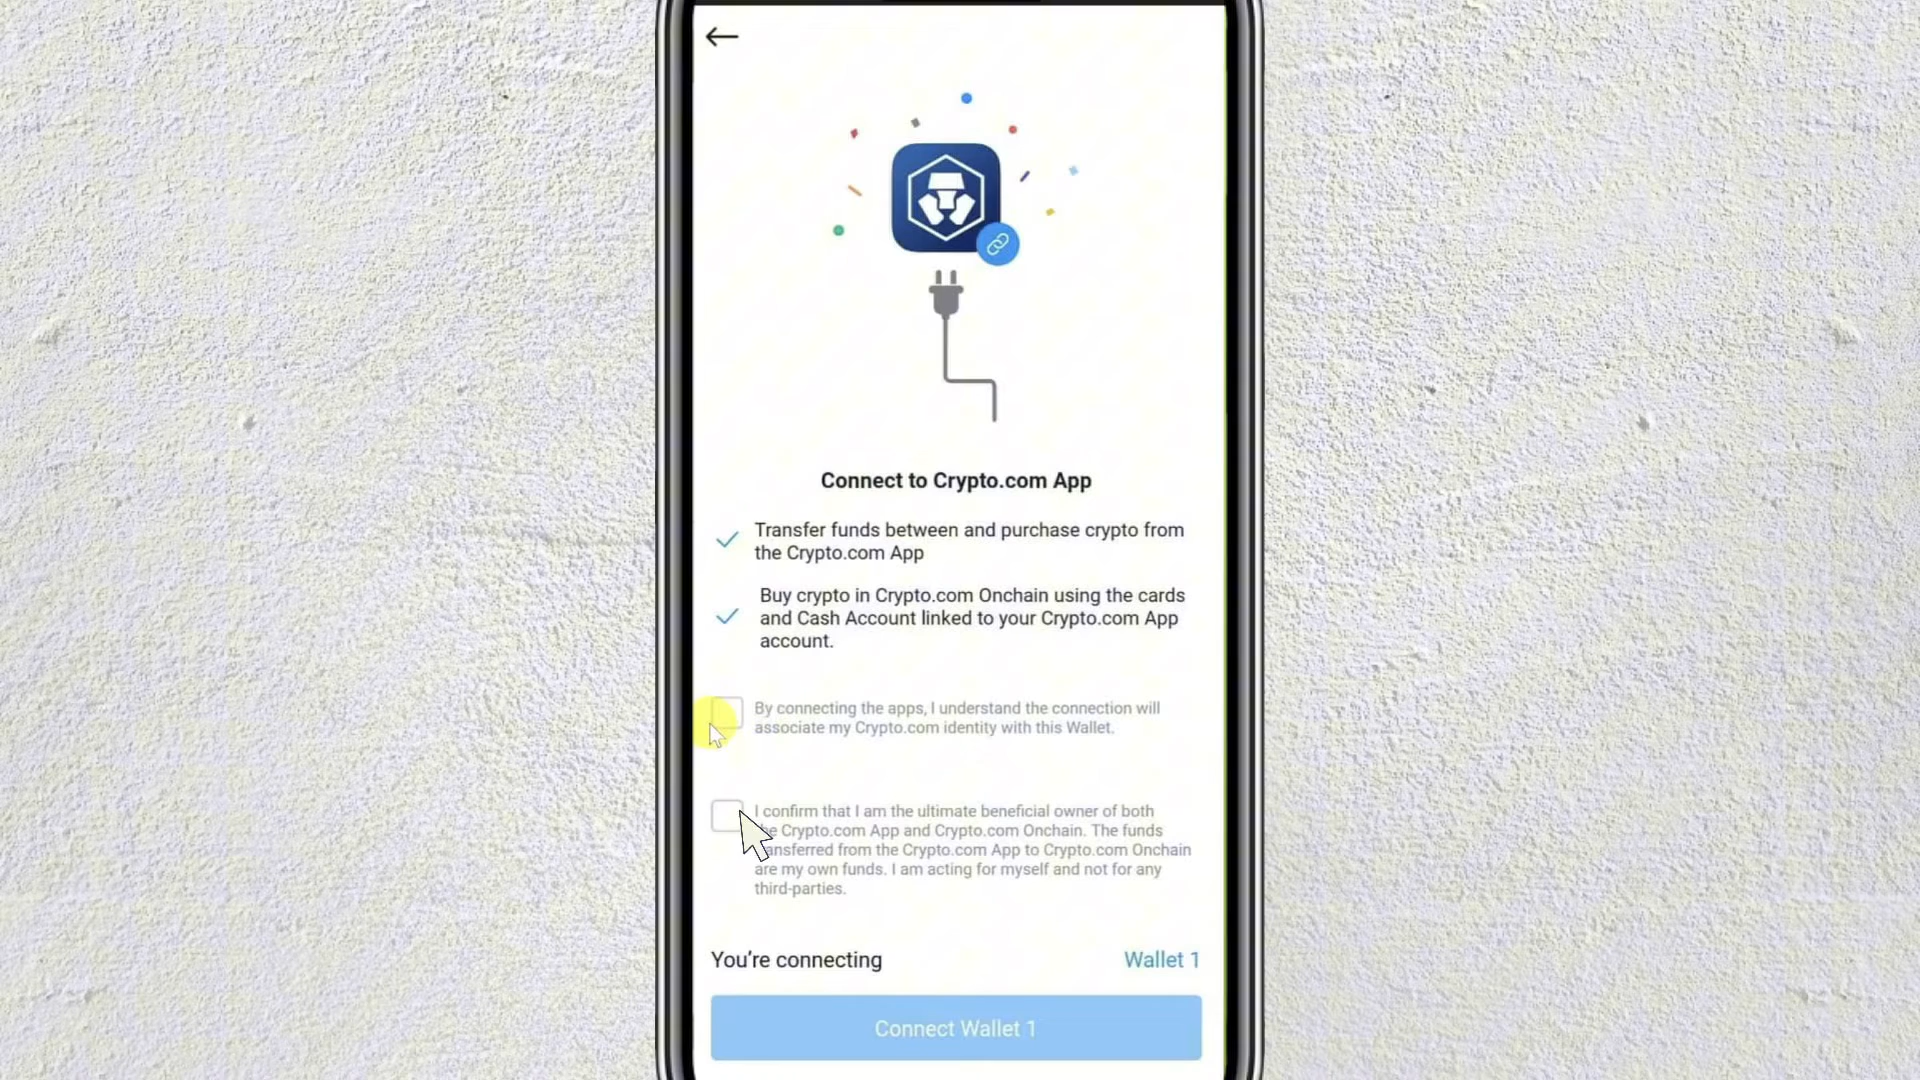 Connect to Crypto.com App
Transfer funds between and purchase crypto from
the Crypto.com App
Buy crypto in Crypto.com Onchain using the cards
and Cash Account linked to your Crypto.com App
account.
By connecting the apps, I understand the connection will
associate my Crypto.com identity with this Wallet.
I confirm that I am the ultimate beneficial owner of both
Crypto.com App and Crypto.com Onchain. The funds
from the Crypto.com App to Crypto.com Onchain
are my own funds. I am acting for myself and not for any
third-parties.
You're connecting
Wallet 1
Connect Wallet 1